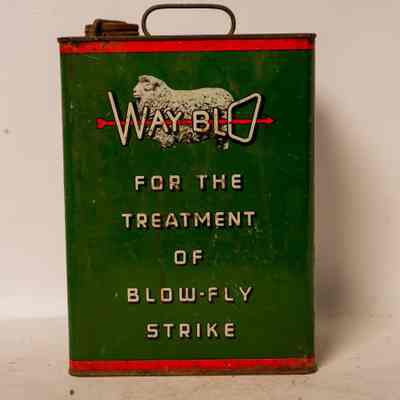 WAY-BLO
FOR THE
TREATMENT
OF
BLOW-FLY
STRIKE